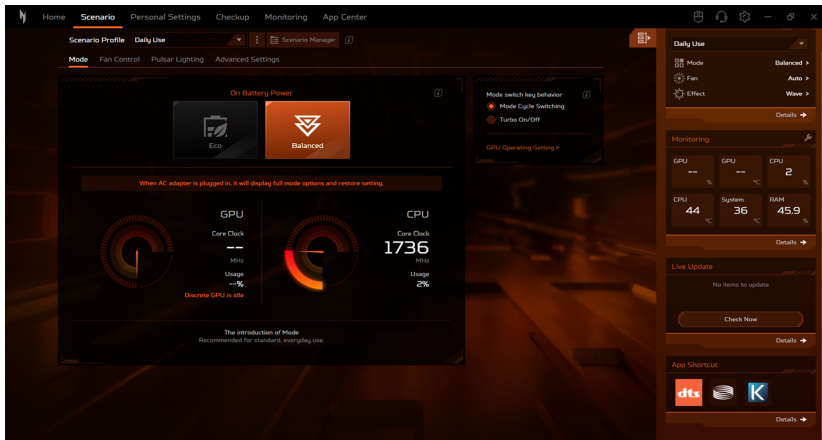 Home Scenario Personal Settings Checkup Monitoring App Center
Scenario Profile Daily Use Scenario Manager
Mode Fan Control Pulsar Lighting Advanced Settings
On Battery Power
Eco Balanced
When AC adapter is plugged in, it will display full mode options and restore setting.
GPU
Core Clock
--
MHz
Usage
--%
Discrete GPU is idle
CPU
Core Clock
1736
MHz
Usage
2%
The introduction of Mode
Recommended for standard, everyday use.
Mode switch key behavior
Mode Cycle Switching
Turbo On/Off
GPU Operating Setting >
Daily Use
Mode Balanced >
Fan Auto >
Effect Wave >
Details
Monitoring
GPU GPU CPU
-- -- 2
% °C %
CPU System RAM
44 36 45.9
°C °C %
Details
Live Update
No items to update
Check Now
Details
App Shortcut
dts K
Details